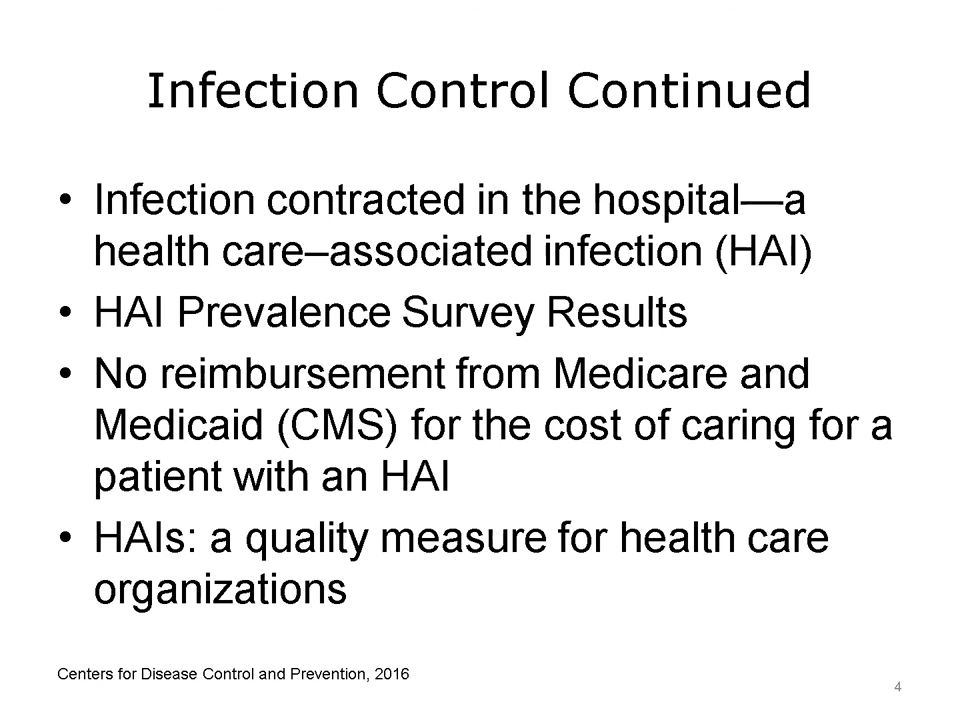 Infection Control Continued
• Infection contracted in the hospital—a
health care–associated infection (HAI)
• HAI Prevalence Survey Results
• No reimbursement from Medicare and
Medicaid (CMS) for the cost of caring for a
patient with an HAI
• HAIs: a quality measure for health care
organizations
Centers for Disease Control and Prevention, 2016
4